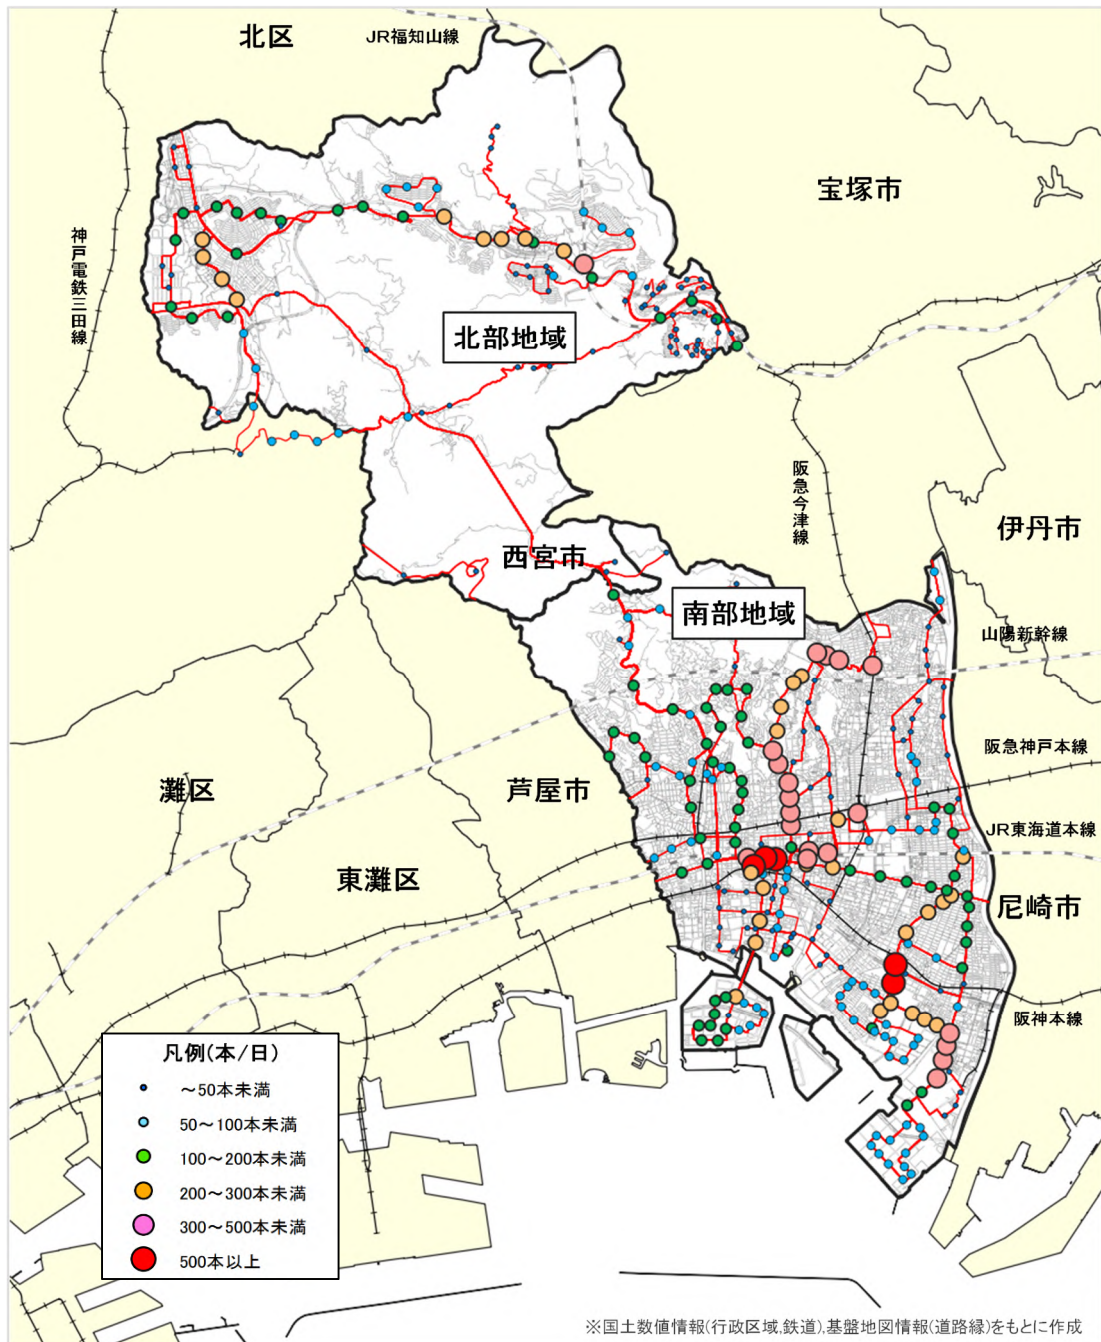 北区
JR福知山線
宝塚市
神戸電鉄三田線
北部地域
阪急今津線
伊丹市
西宮市
南部地域
山陽新幹線
阪急神戸本線
灘区
芦屋市
JR東海道本線
東灘区
尼崎市
阪神本線
凡例(本/日)
～50本未満
50～100本未満
100～200本未満
200～300本未満
300～500本未満
500本以上
※国土数値情報(行政区域,鉄道),基盤地図情報(道路縁)をもとに作成